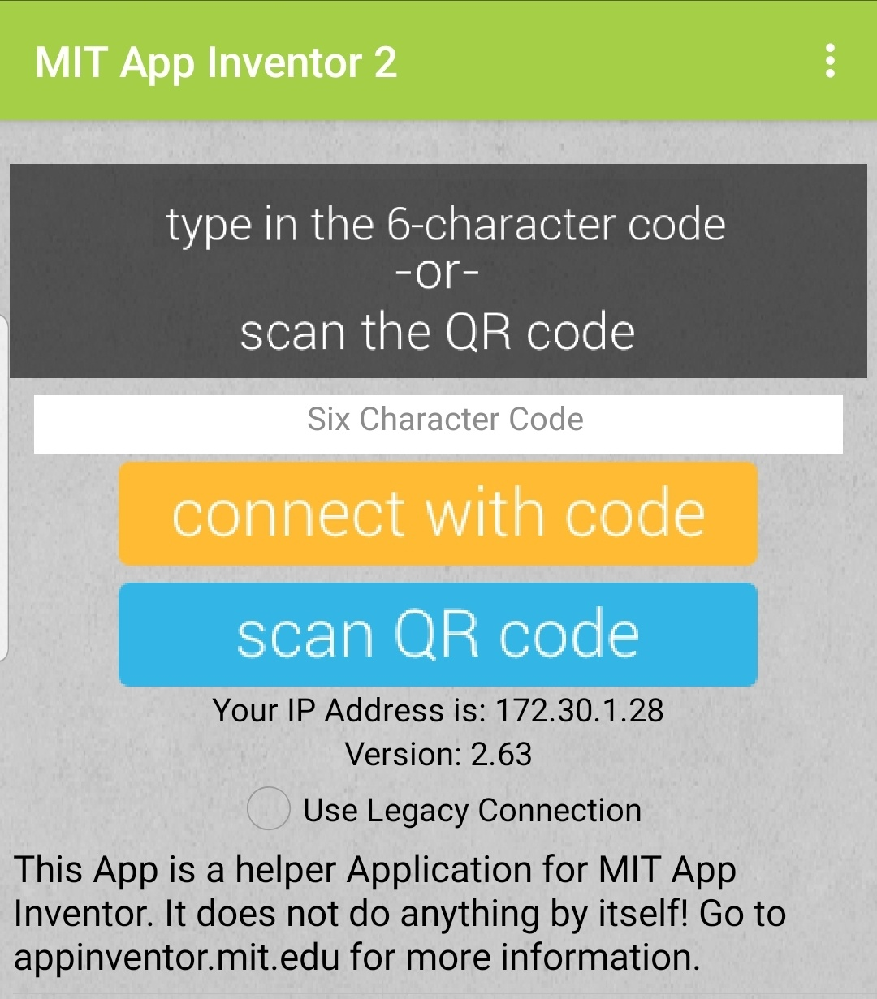 MIT App Inventor 2
type in the 6-character code
-or-
scan the QR code
Six Character Code
connect with code
scan QR code
Your IP Address is: 172.30.1.28
Version: 2.63
Use Legacy Connection
This App is a helper Application for MIT App
Inventor. It does not do anything by itself! Go to
appinventor.mit.edu for more information.